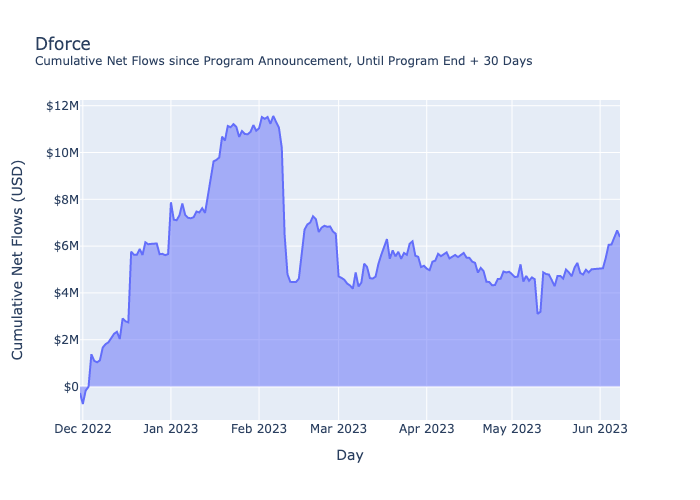 Dforce
Cumulative Net Flows since Program Announcement, Until Program End + 30 Days
Cumulative Net Flows (USD)
$12M
$10M
$8M
$6M
$4M
$2M
$0
Dec 2022
Jan 2023
Feb 2023
Mar 2023
Apr 2023
May 2023
Jun 2023
Day